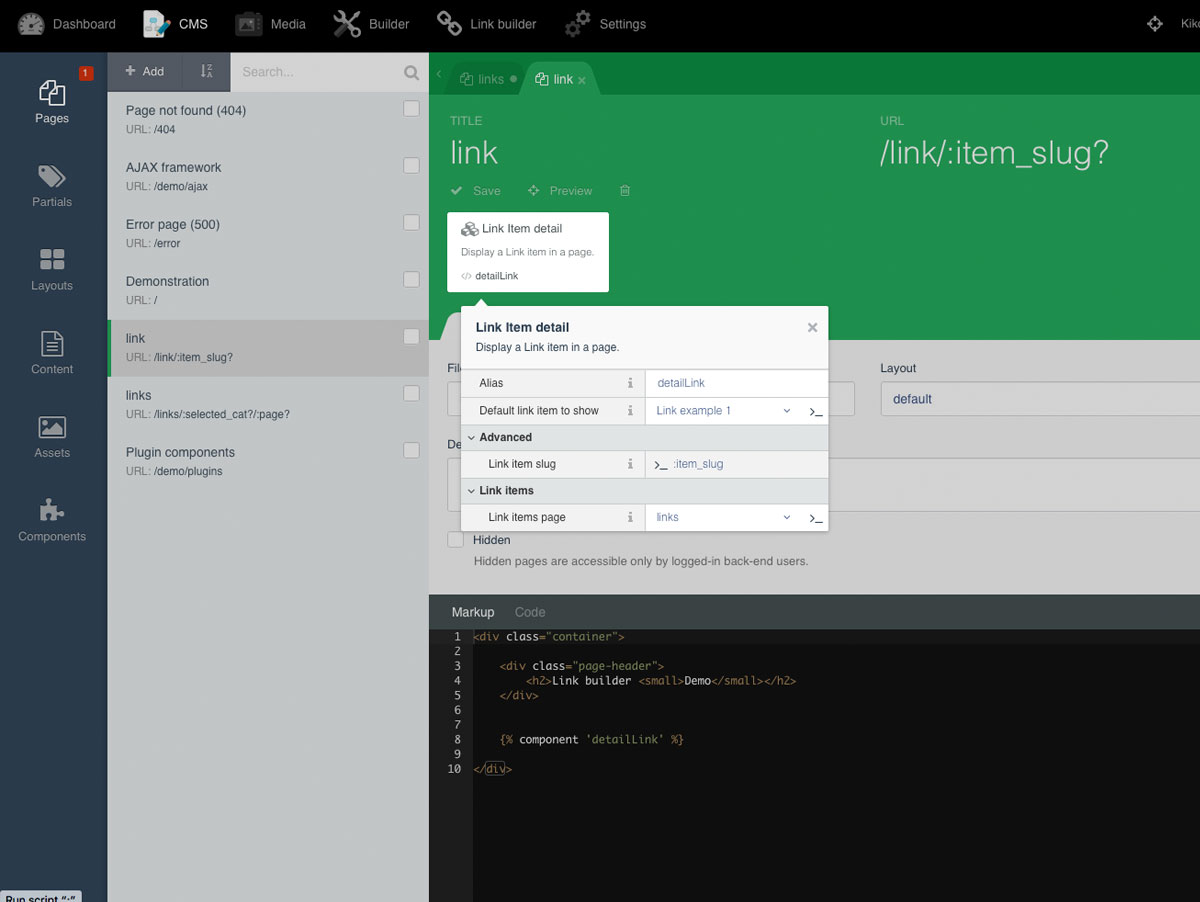 Dashboard CMS Media Builder Link builder Settings
1
Pages
Partials
Layouts
Content
Assets
Components
Run script ":"
Add Search...
Page not found (404)
URL: /404
AJAX framework
URL: /demo/ajax
Error page (500)
URL: /error
Demonstration
URL: /
link
URL: /link/:item_slug?
links
URL: /links/:selected_cat?/:page?
Plugin components
URL: /demo/plugins
links link
TITLE URL
link /link/:item_slug?
Save Preview
Link Item detail
Display a Link item in a page.
detailLink
Link Item detail
Display a Link item in a page.
Alias detailLink
Default link item to show Link example 1
Advanced
Link item slug :item_slug
Link items
Link items page links
Layout
default
Hidden
Hidden pages are accessible only by logged-in back-end users.
Markup Code
1 <div class="container">
2
3 <div class="page-header">
4 <h2>Link builder <small>Demo</small></h2>
5 </div>
6
7
8 {% component 'detailLink' %}
9
10 </div>